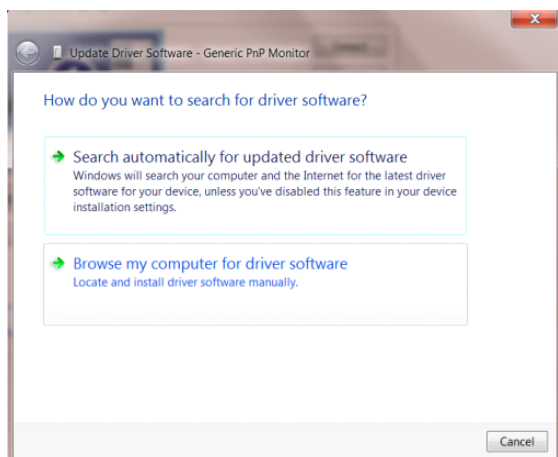 Update Driver Software - Generic PnP Monitor
How do you want to search for driver software?
Search automatically for updated driver software
Windows will search your computer and the Internet for the latest driver
software for your device, unless you've disabled this feature in your device
installation settings.
Browse my computer for driver software
Locate and install driver software manually.
Cancel